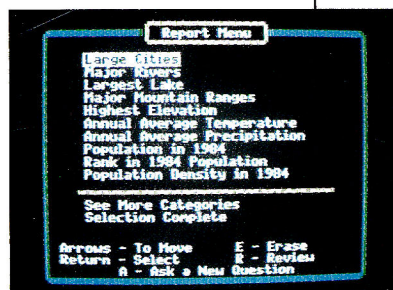 Report Menu
Large Cities
Major Rivers
Largest Lake
Major Mountain Ranges
Highest Elevation
Annual Average Temperature
Annual Average Precipitation
Population in 1984
Rank in 1984 Population
Population Density in 1984
See More Categories
Selection Complete
Arrows - To Move E - Erase
Return - Select R - Review
A - Ask a New Question